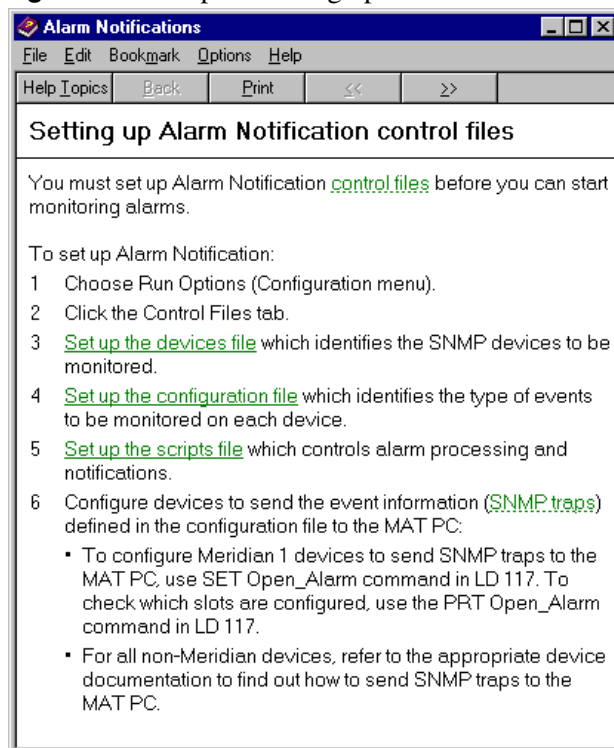 Alarm Notifications
File Edit Bookmark Options Help
Help Topics Back Print << >>
Setting up Alarm Notification control files
You must set up Alarm Notification control files before you can start
monitoring alarms.
To set up Alarm Notification:
1 Choose Run Options (Configuration menu).
2 Click the Control Files tab.
3 Set up the devices file which identifies the SNMP devices to be
monitored.
4 Set up the configuration file which identifies the type of events
to be monitored on each device.
5 Set up the scripts file which controls alarm processing and
notifications.
6 Configure devices to send the event information (SNMP traps)
defined in the configuration file to the MAT PC:
▪ To configure Meridian 1 devices to send SNMP traps to the
MAT PC, use SET Open_Alarm command in LD 117. To
check which slots are configured, use the PRT Open_Alarm
command in LD 117.
▪ For all non-Meridian devices, refer to the appropriate device
documentation to find out how to send SNMP traps to the
MAT PC.